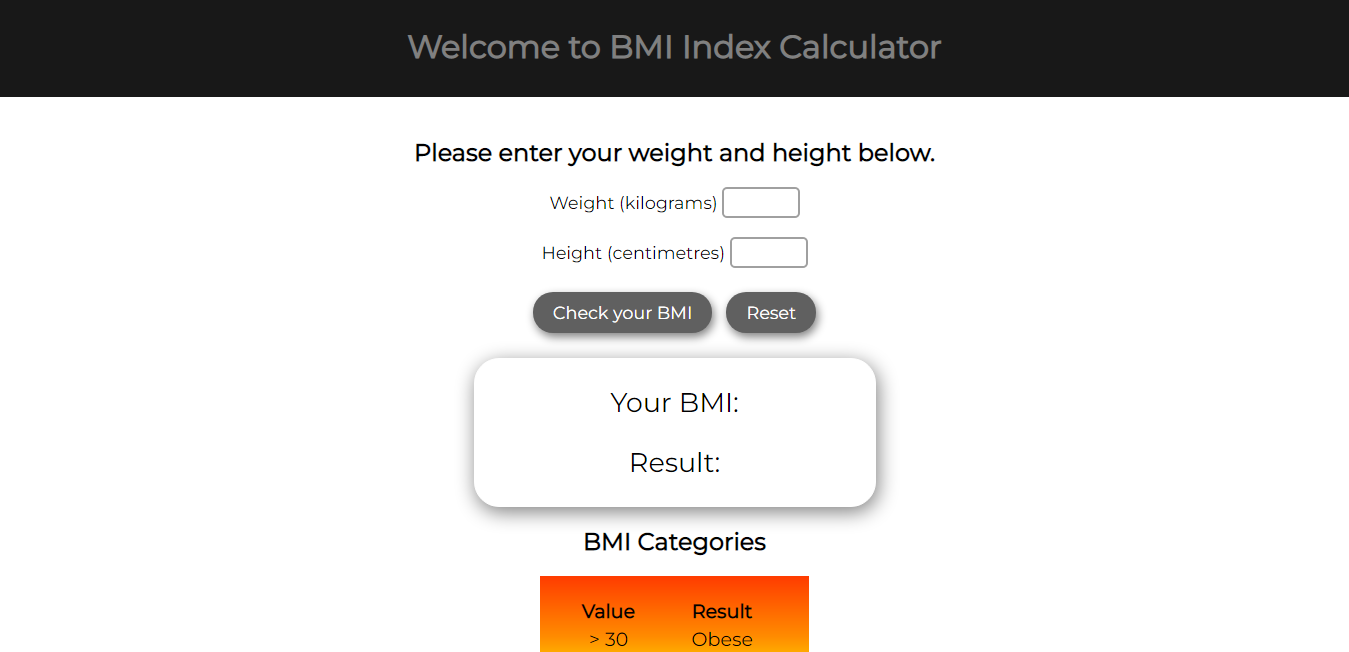 Welcome to BMI Index Calculator
Please enter your weight and height below.
Weight (kilograms)
Height (centimetres)
Check your BMI Reset
Your BMI:
Result:
BMI Categories
Value Result
> 30 Obese